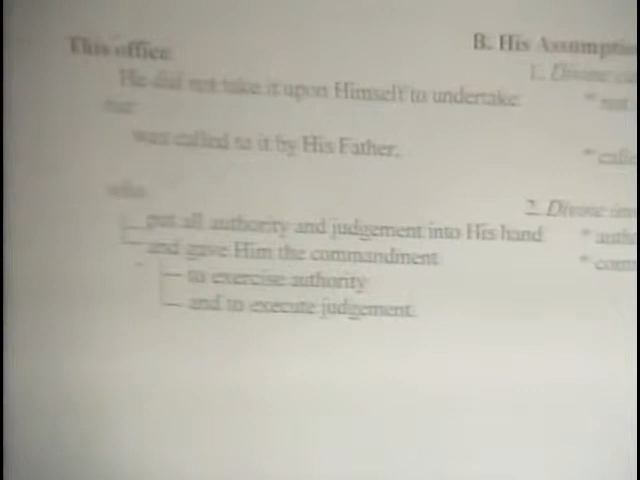 This office
He did not take it upon Himself to undertake
but
was called to it by His Father,
who
put all authority and judgement into His hand
and gave Him the commandment
to exercise authority
and to execute judgement.
B. His Assumption
1. Divine
* not
*
2. Divine
*
*